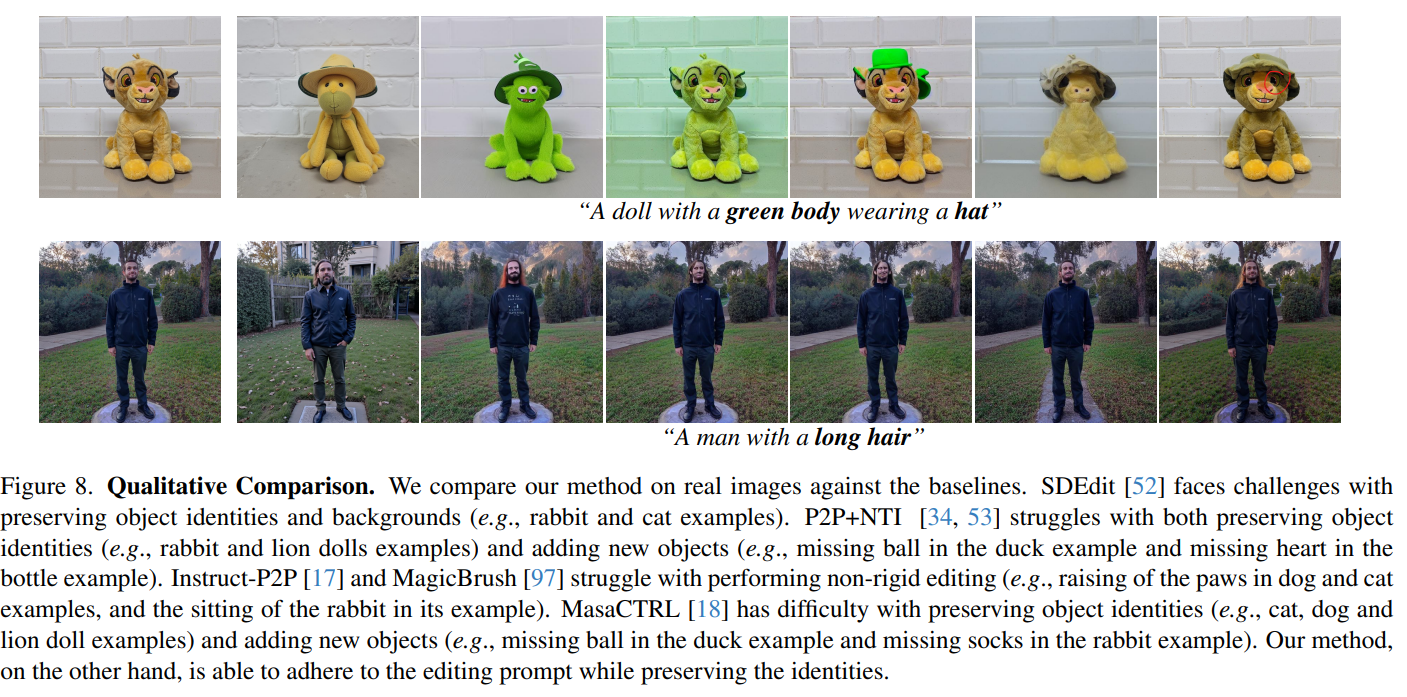 “A doll with a green body wearing a hat”
“A man with a long hair”
Figure 8. Qualitative Comparison. We compare our method on real images against the baselines. SDEdit [52] faces challenges with
preserving object identities and backgrounds (e.g., rabbit and cat examples). P2P+NTI [34, 53] struggles with both preserving object
identities (e.g., rabbit and lion dolls examples) and adding new objects (e.g., missing ball in the duck example and missing heart in the
bottle example). Instruct-P2P [17] and MagicBrush [97] struggle with performing non-rigid editing (e.g., raising of the paws in dog and cat
examples, and the sitting of the rabbit in its example). MasaCTRL [18] has difficulty with preserving object identities (e.g., cat, dog and
lion doll examples) and adding new objects (e.g., missing ball in the duck example and missing socks in the rabbit example). Our method,
on the other hand, is able to adhere to the editing prompt while preserving the identities.